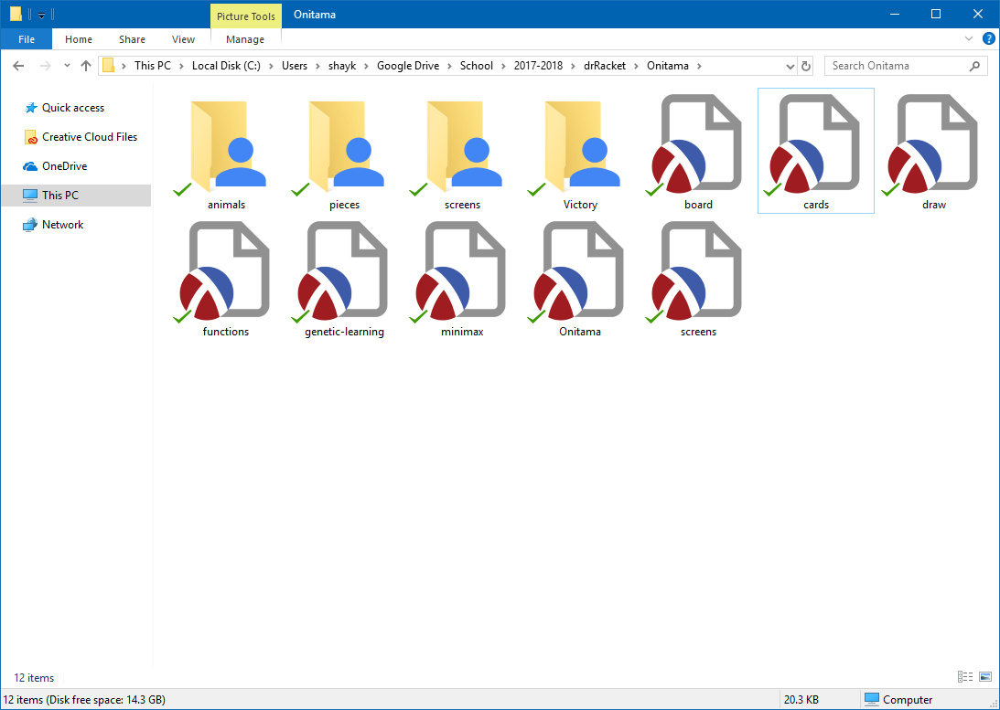 Picture Tools Onitama
File Home Share View Manage
This PC Local Disk (C:) Users shayk Google Drive School 2017-2018 drRacket Onitama Search Onitama
Quick access
Creative Cloud Files
OneDrive
This PC
Network
animals pieces screens Victory board cards draw
functions genetic-learning minimax Onitama screens
12 items
12 items (Disk free space: 14.3 GB) 20.3 KB Computer